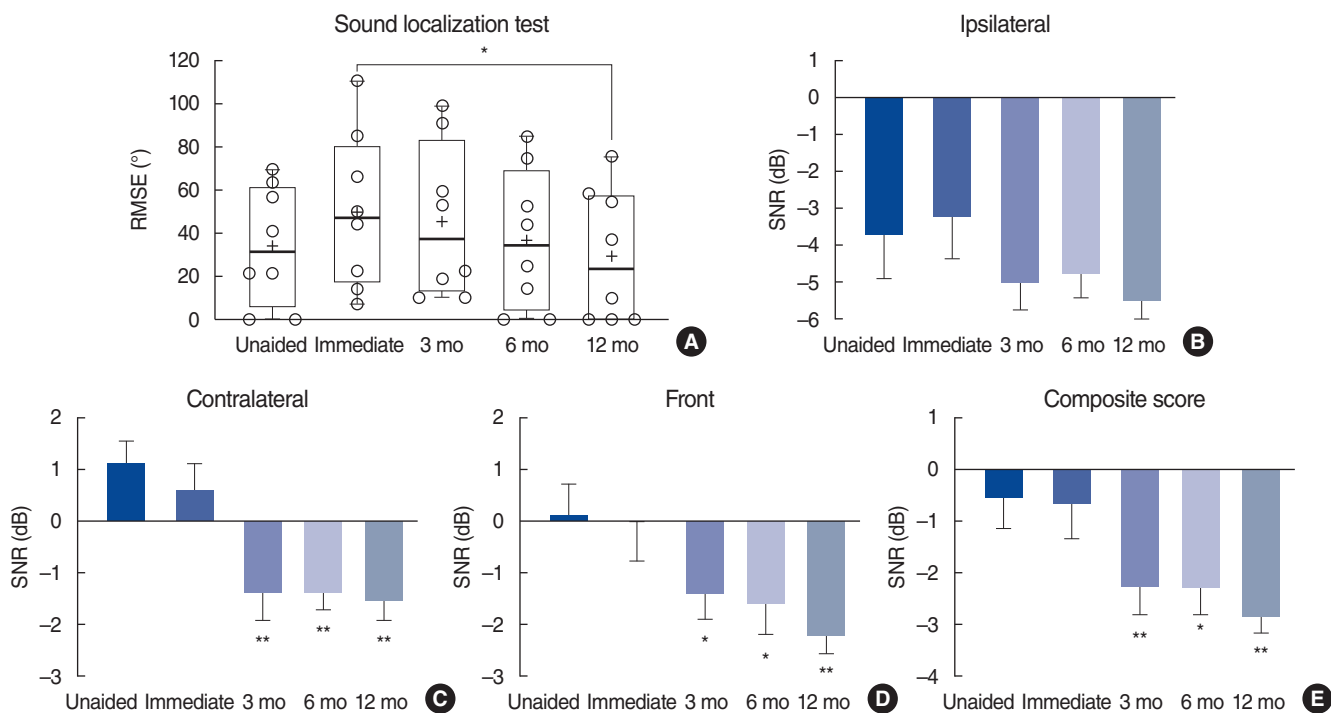 Sound localization test
*
120
100
80
60
40
20
0
RMSE (°)
Unaided Immediate 3 mo 6 mo 12 mo
A
Ipsilateral
1
0
–1
–2
–3
–4
–5
–6
SNR (dB)
Unaided Immediate 3 mo 6 mo 12 mo
B
Contralateral
2
1
0
–1
–2
–3
SNR (dB)
** ** **
Unaided Immediate 3 mo 6 mo 12 mo
C
Front
2
1
0
–1
–2
–3
SNR (dB)
* * **
Unaided Immediate 3 mo 6 mo 12 mo
D
Composite score
1
0
–1
–2
–3
–4
SNR (dB)
** * **
Unaided Immediate 3 mo 6 mo 12 mo
E